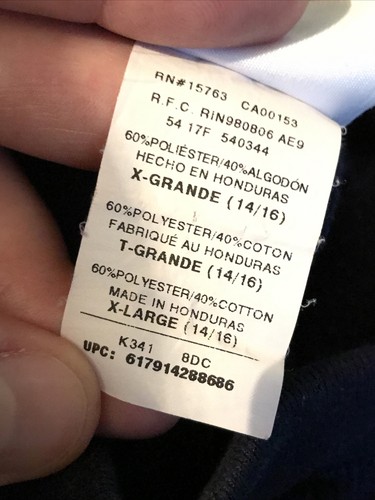 RN#15763 CA00153
R.F.C. RIN980806 AE9
54 17F 540344
60%POLIÉSTER/40%ALGODÓN
HECHO EN HONDURAS
X-GRANDE (14/16)
60%POLYESTER/40%COTON
FABRIQUÉ AU HONDURAS
T-GRANDE (14/16)
60%POLYESTER/40%COTTON
MADE IN HONDURAS
X-LARGE (14/16)
K341 8DC
UPC: 617914288686